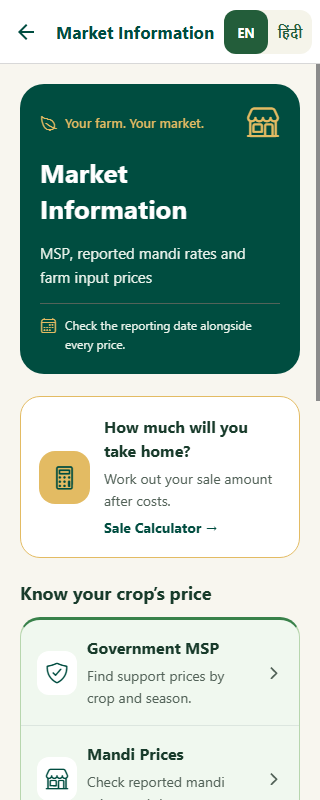 Market Information
EN
हिंदी
Your farm. Your market.
Market
Information
MSP, reported mandi rates and
farm input prices
Check the reporting date alongside
every price.
How much will you
take home?
Work out your sale amount
after costs.
Sale Calculator →
Know your crop's price
Government MSP
Find support prices by
crop and season.
Mandi Prices
Check reported mandi